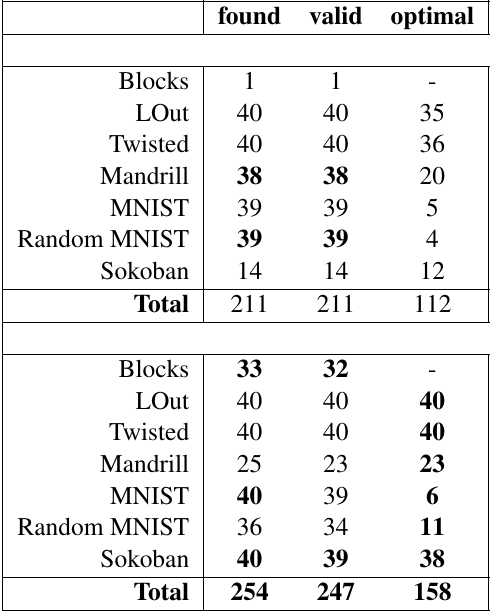 found valid optimal
Blocks 1 1 -
LOut 40 40 35
Twisted 40 40 36
Mandrill 38 38 20
MNIST 39 39 5
Random MNIST 39 39 4
Sokoban 14 14 12
Total 211 211 112
Blocks 33 32 -
LOut 40 40 40
Twisted 40 40 40
Mandrill 25 23 23
MNIST 40 39 6
Random MNIST 36 34 11
Sokoban 40 39 38
Total 254 247 158